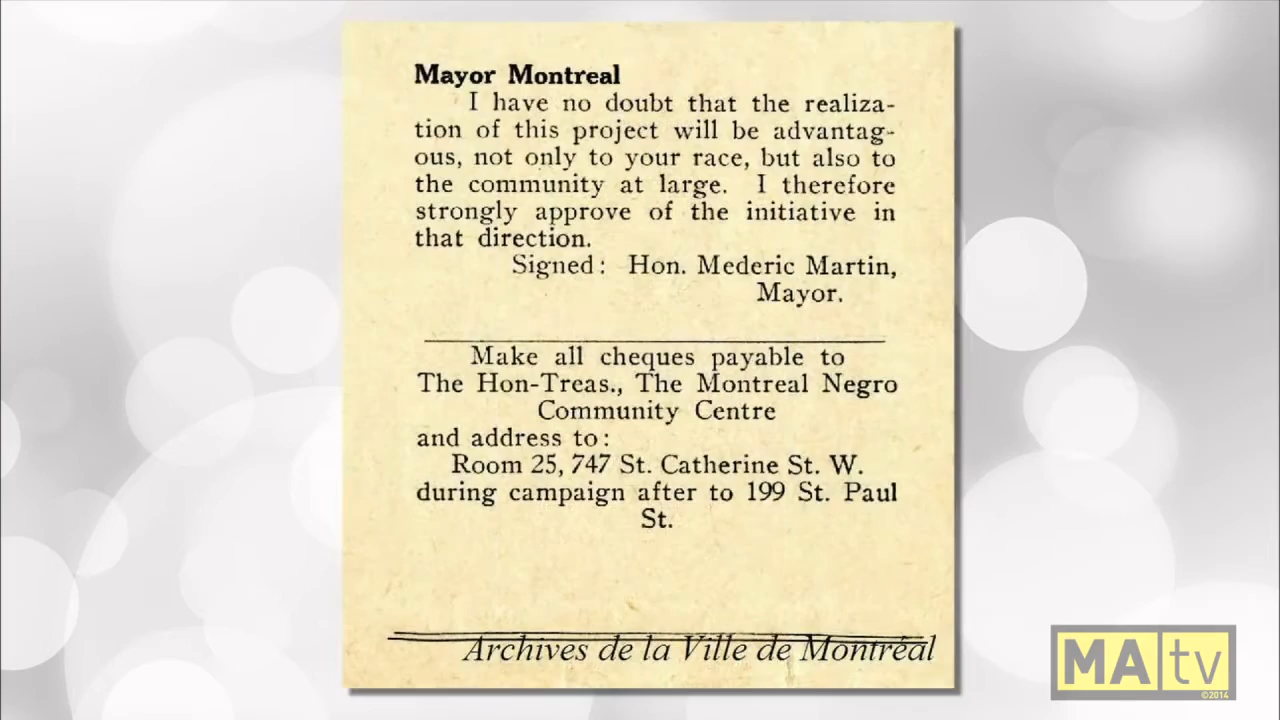 Mayor Montreal
I have no doubt that the realiza-
tion of this project will be advantag-
ous, not only to your race, but also to
the community at large. I therefore
strongly approve of the initiative in
that direction.
Signed: Hon. Mederic Martin,
Mayor.
Make all cheques payable to
The Hon-Treas., The Montreal Negro
Community Centre
and address to:
Room 25, 747 St. Catherine St. W.
during campaign after to 199 St. Paul
St.
Archives de la Ville de Montréal
MAtv
©2014